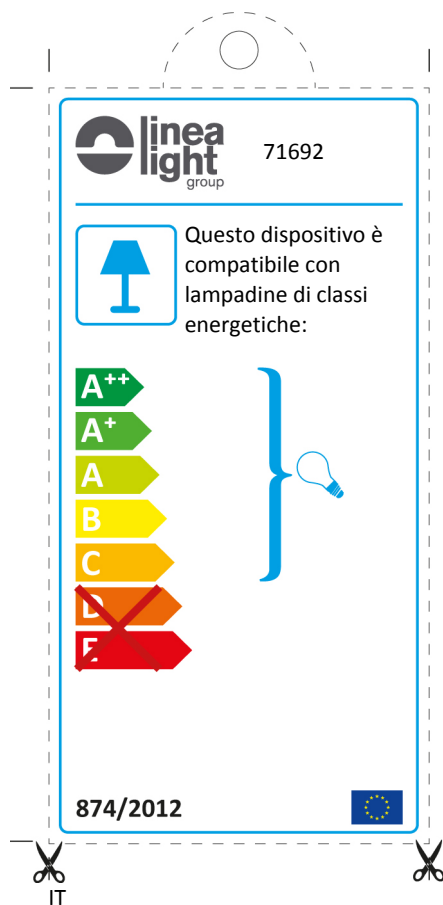 linea
light
group
71692
Questo dispositivo è
compatibile con
lampadine di classi
energetiche:
A++
A+
A
B
C
D
E
874/2012
IT